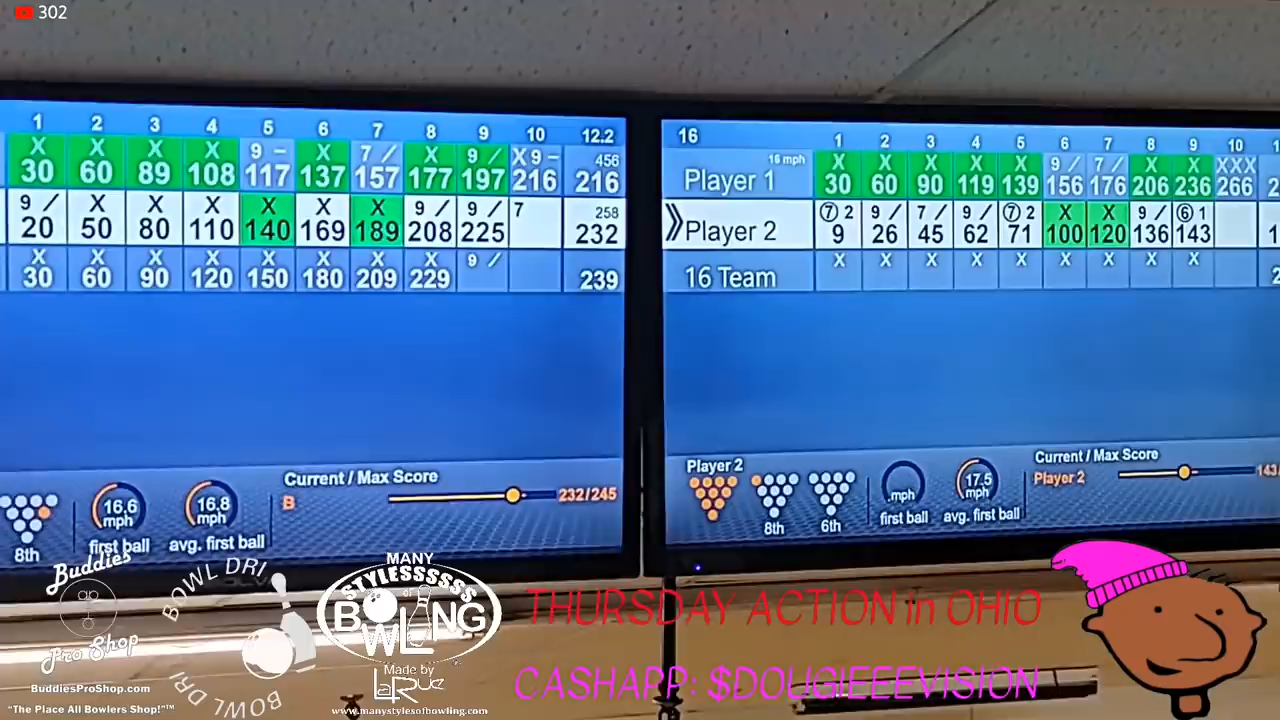 302
1 2 3 4 5 6 7 8 9 10 12.2
X X X X 9 - X 7 / X 9 / X 9 - 456
30 60 89 108 117 137 157 177 197 216 216
9 / X X X X X X 9 / 9 / 7 258
20 50 80 110 140 169 189 208 225 232
X X X X X X X X 9 /
30 60 90 120 150 180 209 229 239
Current / Max Score
B 232/245
16.6 mph
16.8 mph
8th first ball avg. first ball
16 1 2 3 4 5 6 7 8 9 10
Player 1 16 mph X X X X X 9 / 7 / X X XXX
30 60 90 119 139 156 176 206 236 266
Player 2 ⑦ 2 9 / 7 / 9 / ⑦ 2 X X 9 / ⑥ 1
9 26 45 62 71 100 120 136 143
16 Team X X X X X X X X X
Player 2
Current / Max Score
Player 2 143/
mph
17.5 mph
8th 6th first ball avg. first ball
Buddies
Pro Shop
BuddiesProShop.com
"The Place All Bowlers Shop!"™
BOWL DRI
BOWL DRI
MANY
STYLESSSSSS
OF
BOWLING
Made by
LaRue
www.manystylesofbowling.com
THURSDAY ACTION in OHIO
CASHAPP: $DOUGIEEEVISION